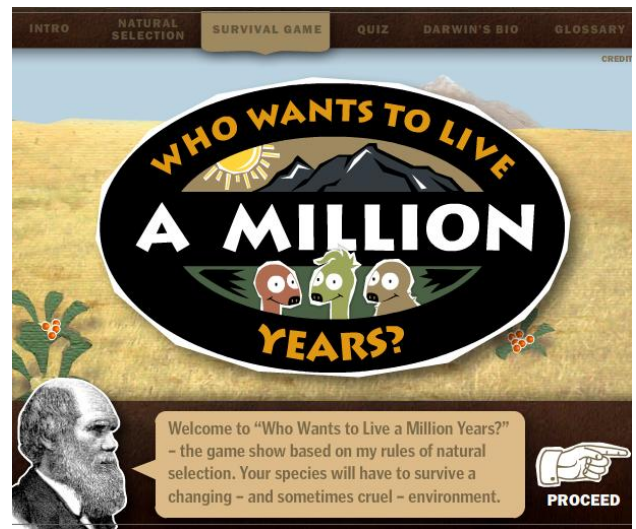 INTRO
NATURAL
SELECTION
SURVIVAL GAME
QUIZ
DARWIN'S BIO
GLOSSARY
CREDIT
WHO WANTS TO LIVE
A MILLION
YEARS?
Welcome to “Who Wants to Live a Million Years?”
– the game show based on my rules of natural
selection. Your species will have to survive a
changing – and sometimes cruel – environment.
PROCEED